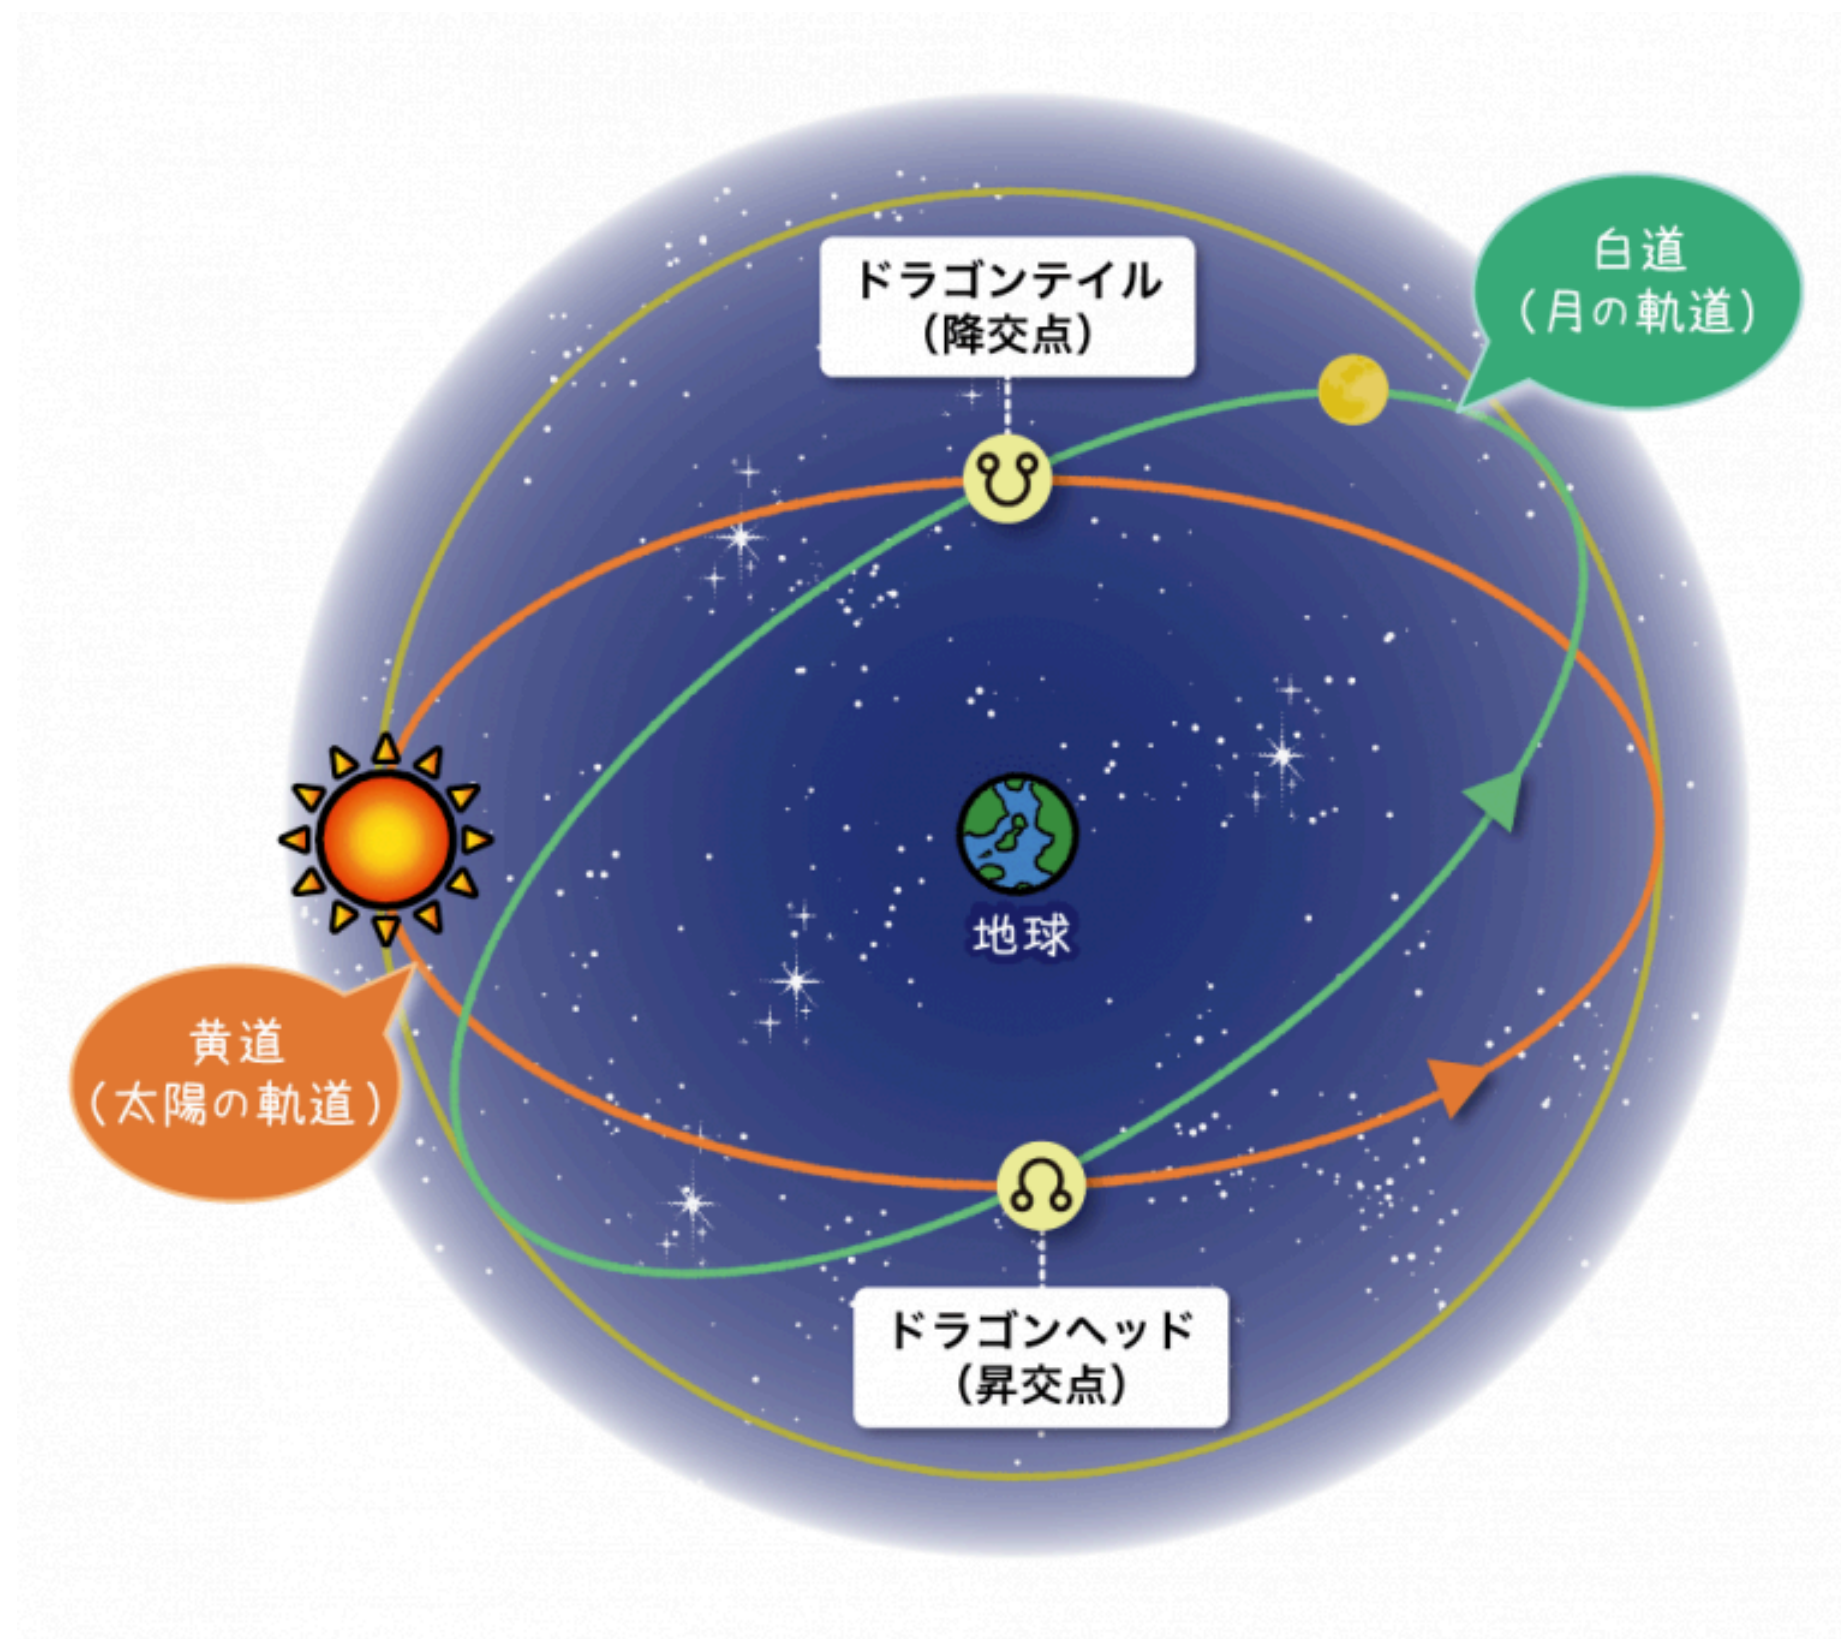 ドラゴンテイル
(降交点)
白道
(月の軌道)
地球
黄道
(太陽の軌道)
ドラゴンヘッド
(昇交点)